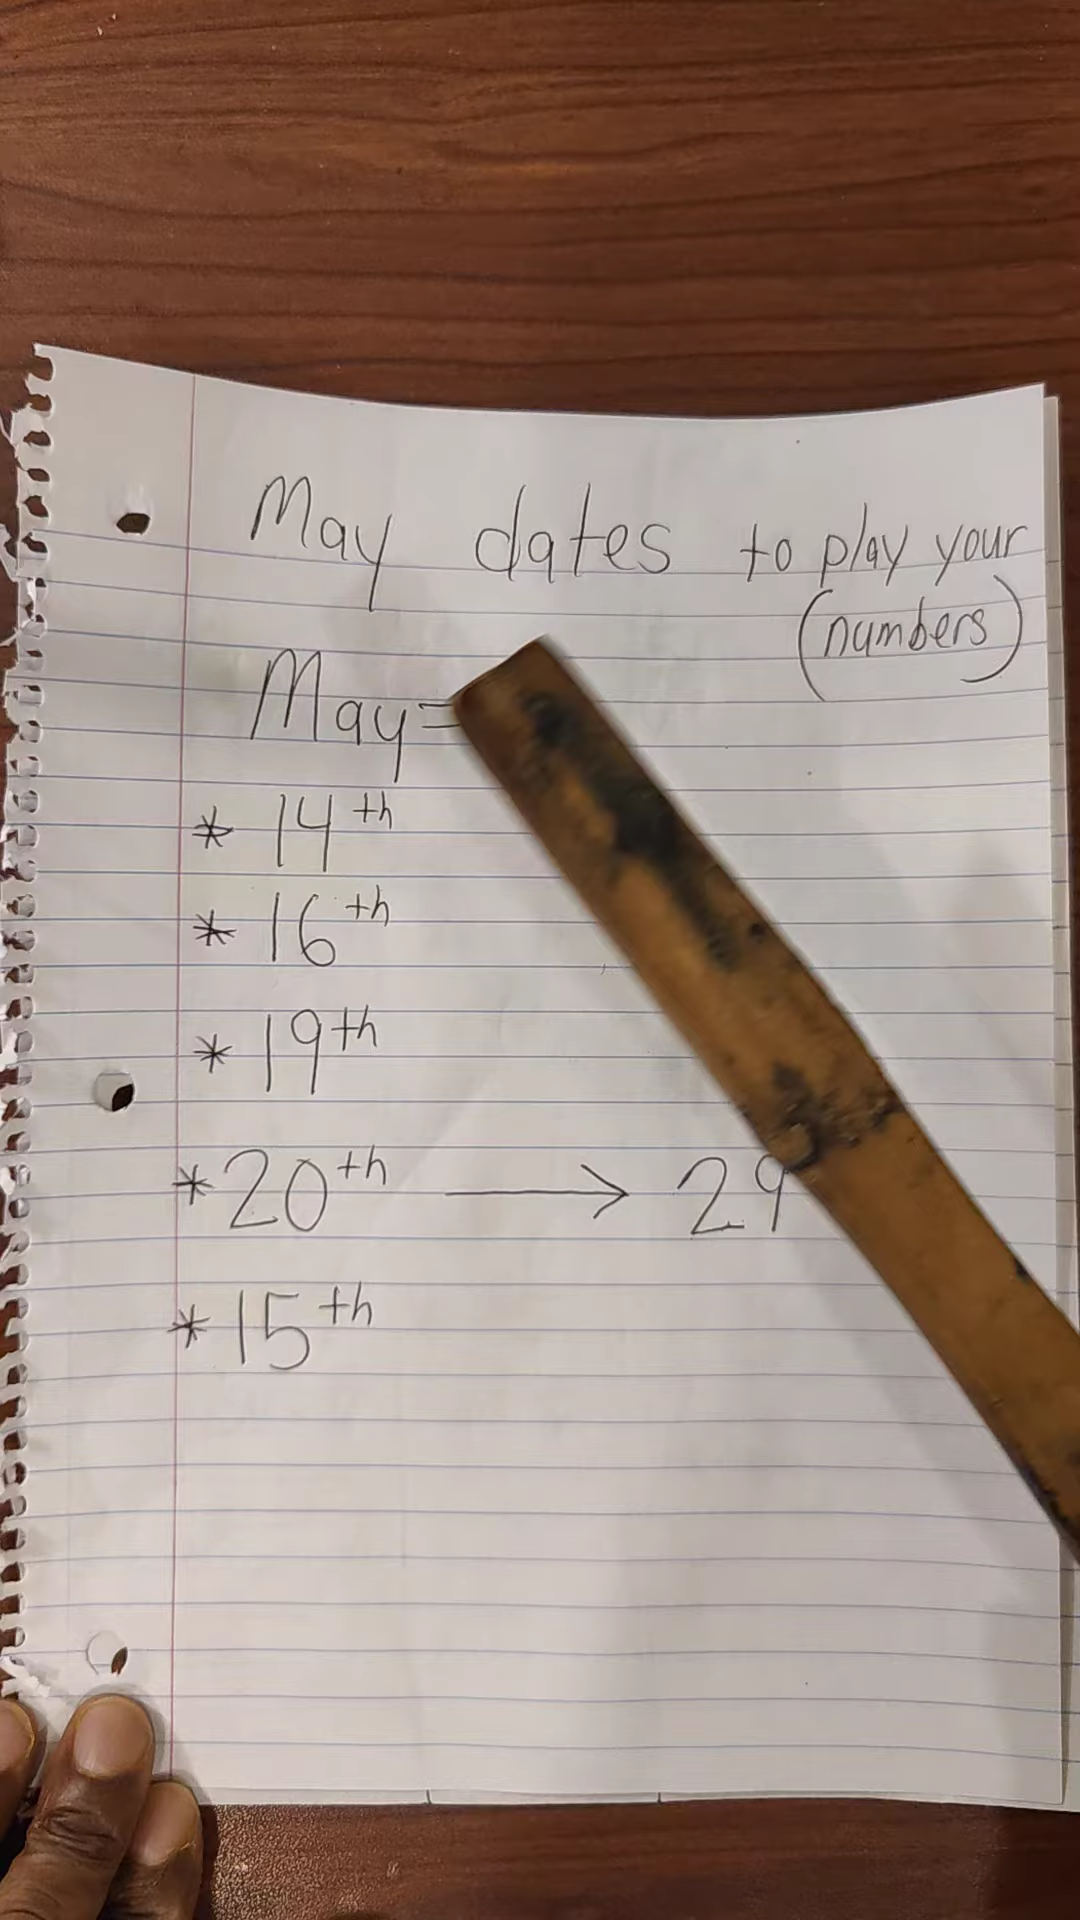 May dates to play your
(numbers)
May=
* 14th
* 16th
* 19th
* 20th → 29
* 15th